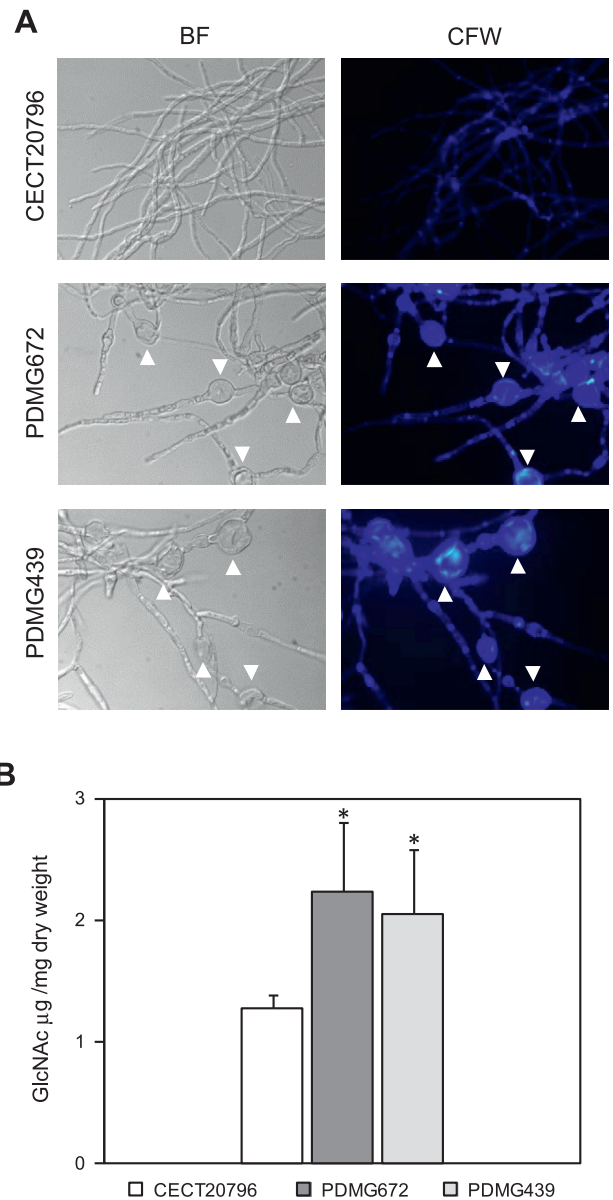 A
BF CFW
CECT20796
PDMG672
PDMG439
B
3
2
1
0
GlcNAc µg /mg dry weight
* *
CECT20796 PDMG672 PDMG439